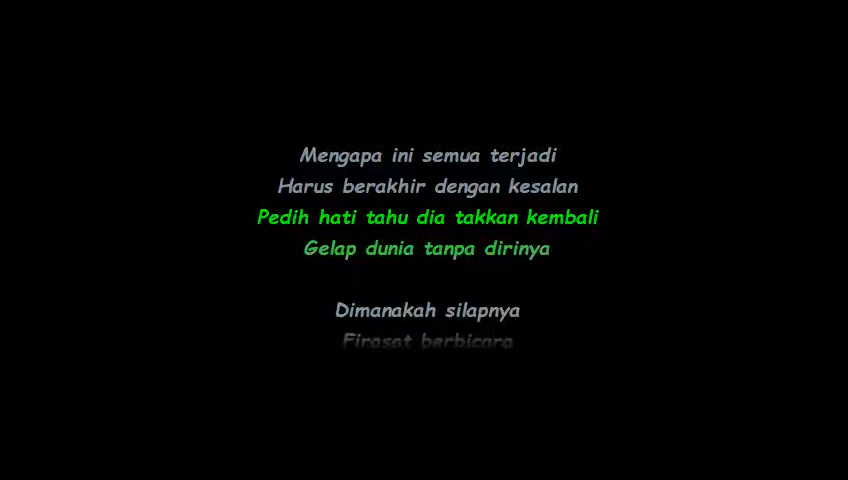 Mengapa ini semua terjadi
Harus berakhir dengan kesalan
Pedih hati tahu dia takkan kembali
Gelap dunia tanpa dirinya
Dimanakah silapnya
Firasat berbicara